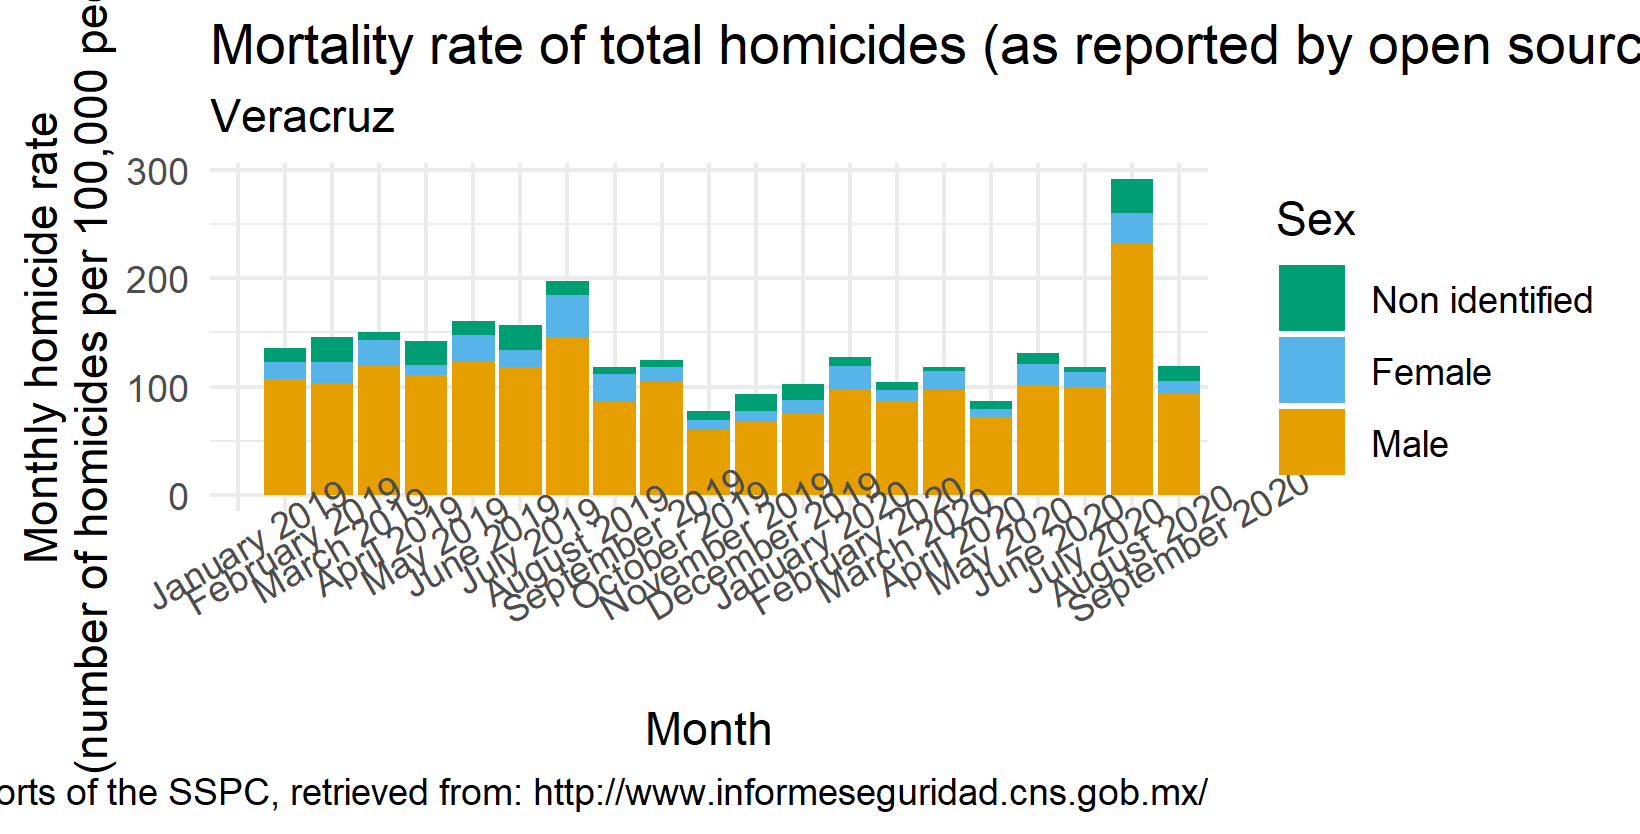 Mortality rate of total homicides (as reported by open sourc
Veracruz
Monthly homicide rate
(number of homicides per 100,000 pe
300
200
100
0
January 2019
February 2019
March 2019
April 2019
May 2019
June 2019
July 2019
August 2019
September 2019
October 2019
November 2019
December 2019
January 2020
February 2020
March 2020
April 2020
May 2020
June 2020
July 2020
August 2020
September 2020
Month
Sex
Non identified
Female
Male
orts of the SSPC, retrieved from: http://www.informeseguridad.cns.gob.mx/